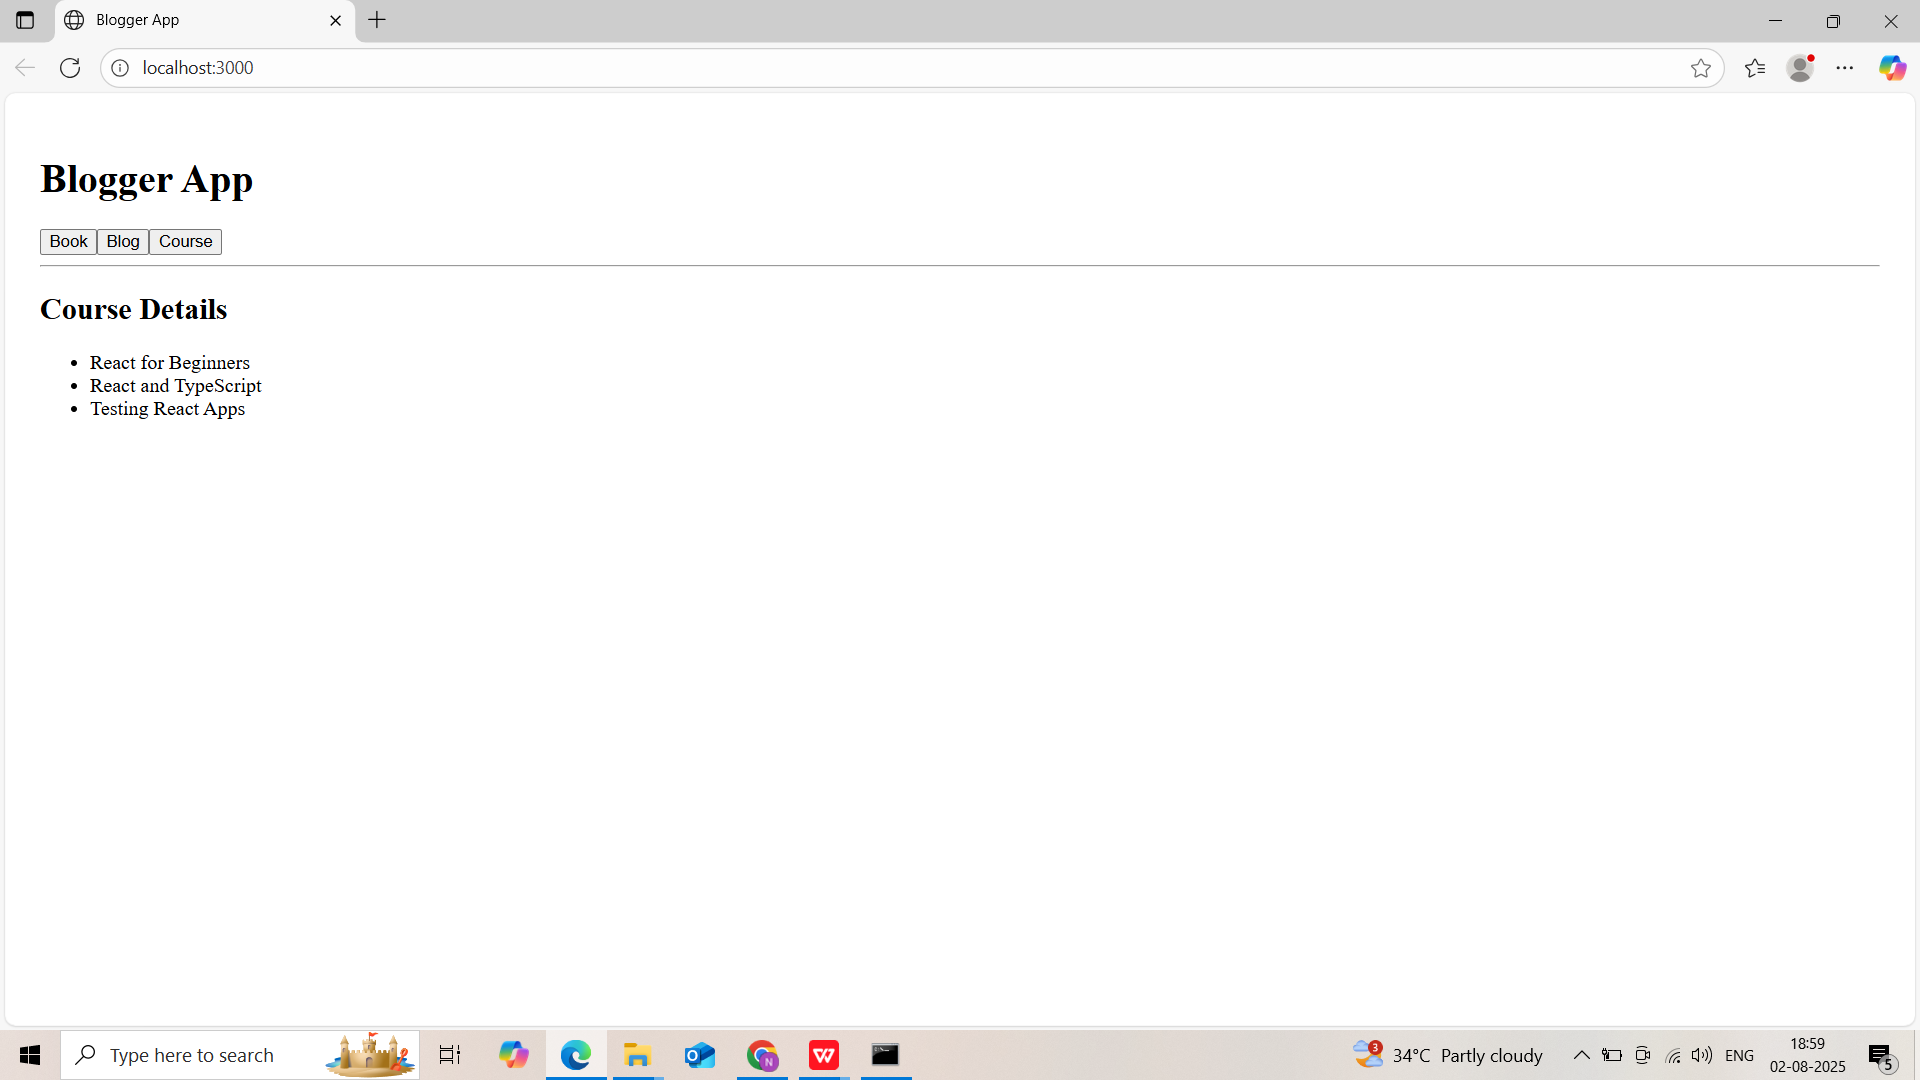 Blogger App
localhost:3000
Blogger App
Book Blog Course
Course Details
• React for Beginners
• React and TypeScript
• Testing React Apps
Type here to search
N
W
3
34°C Partly cloudy
ENG
18:59
02-08-2025
5